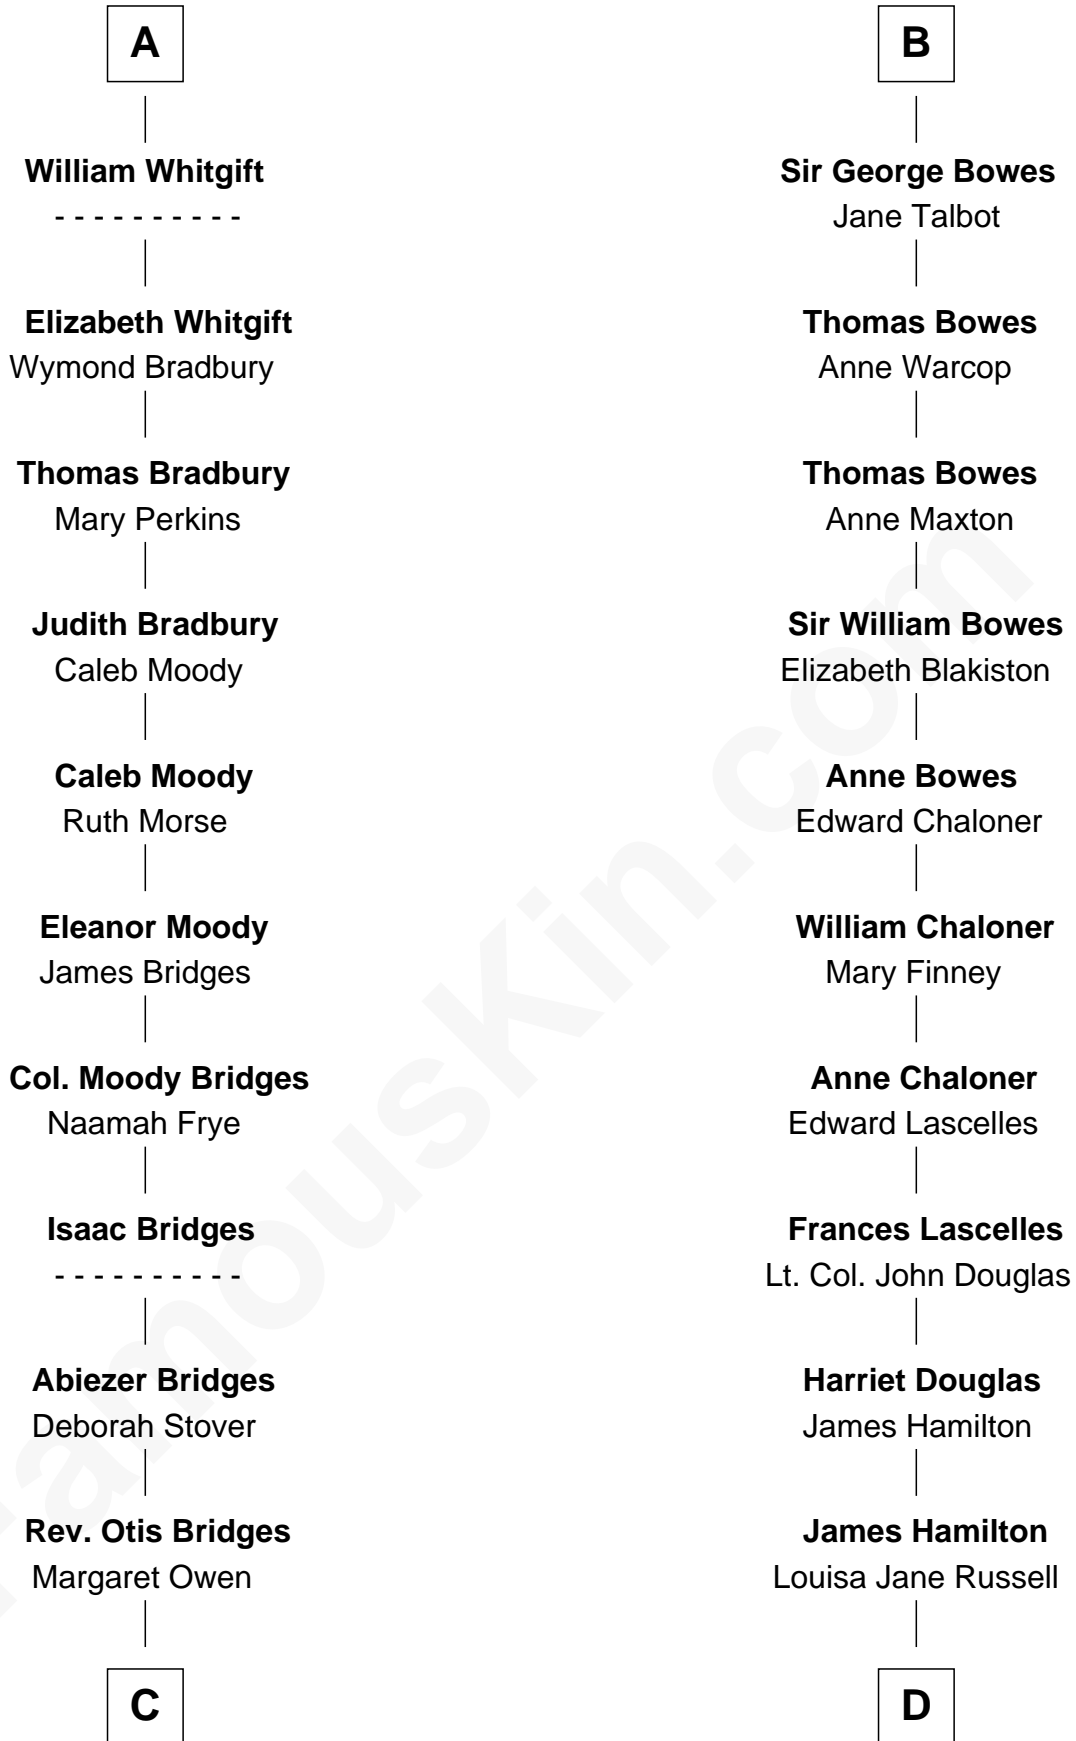 A
William Whitgift
- - - - - - - - - -
Elizabeth Whitgift
Wymond Bradbury
Thomas Bradbury
Mary Perkins
Judith Bradbury
Caleb Moody
Caleb Moody
Ruth Morse
Eleanor Moody
James Bridges
Col. Moody Bridges
Naamah Frye
Isaac Bridges
- - - - - - - - - -
Abiezer Bridges
Deborah Stover
Rev. Otis Bridges
Margaret Owen
C
B
Sir George Bowes
Jane Talbot
Thomas Bowes
Anne Warcop
Thomas Bowes
Anne Maxton
Sir William Bowes
Elizabeth Blakiston
Anne Bowes
Edward Chaloner
William Chaloner
Mary Finney
Anne Chaloner
Edward Lascelles
Frances Lascelles
Lt. Col. John Douglas
Harriet Douglas
James Hamilton
James Hamilton
Louisa Jane Russell
D
FamousKin.com